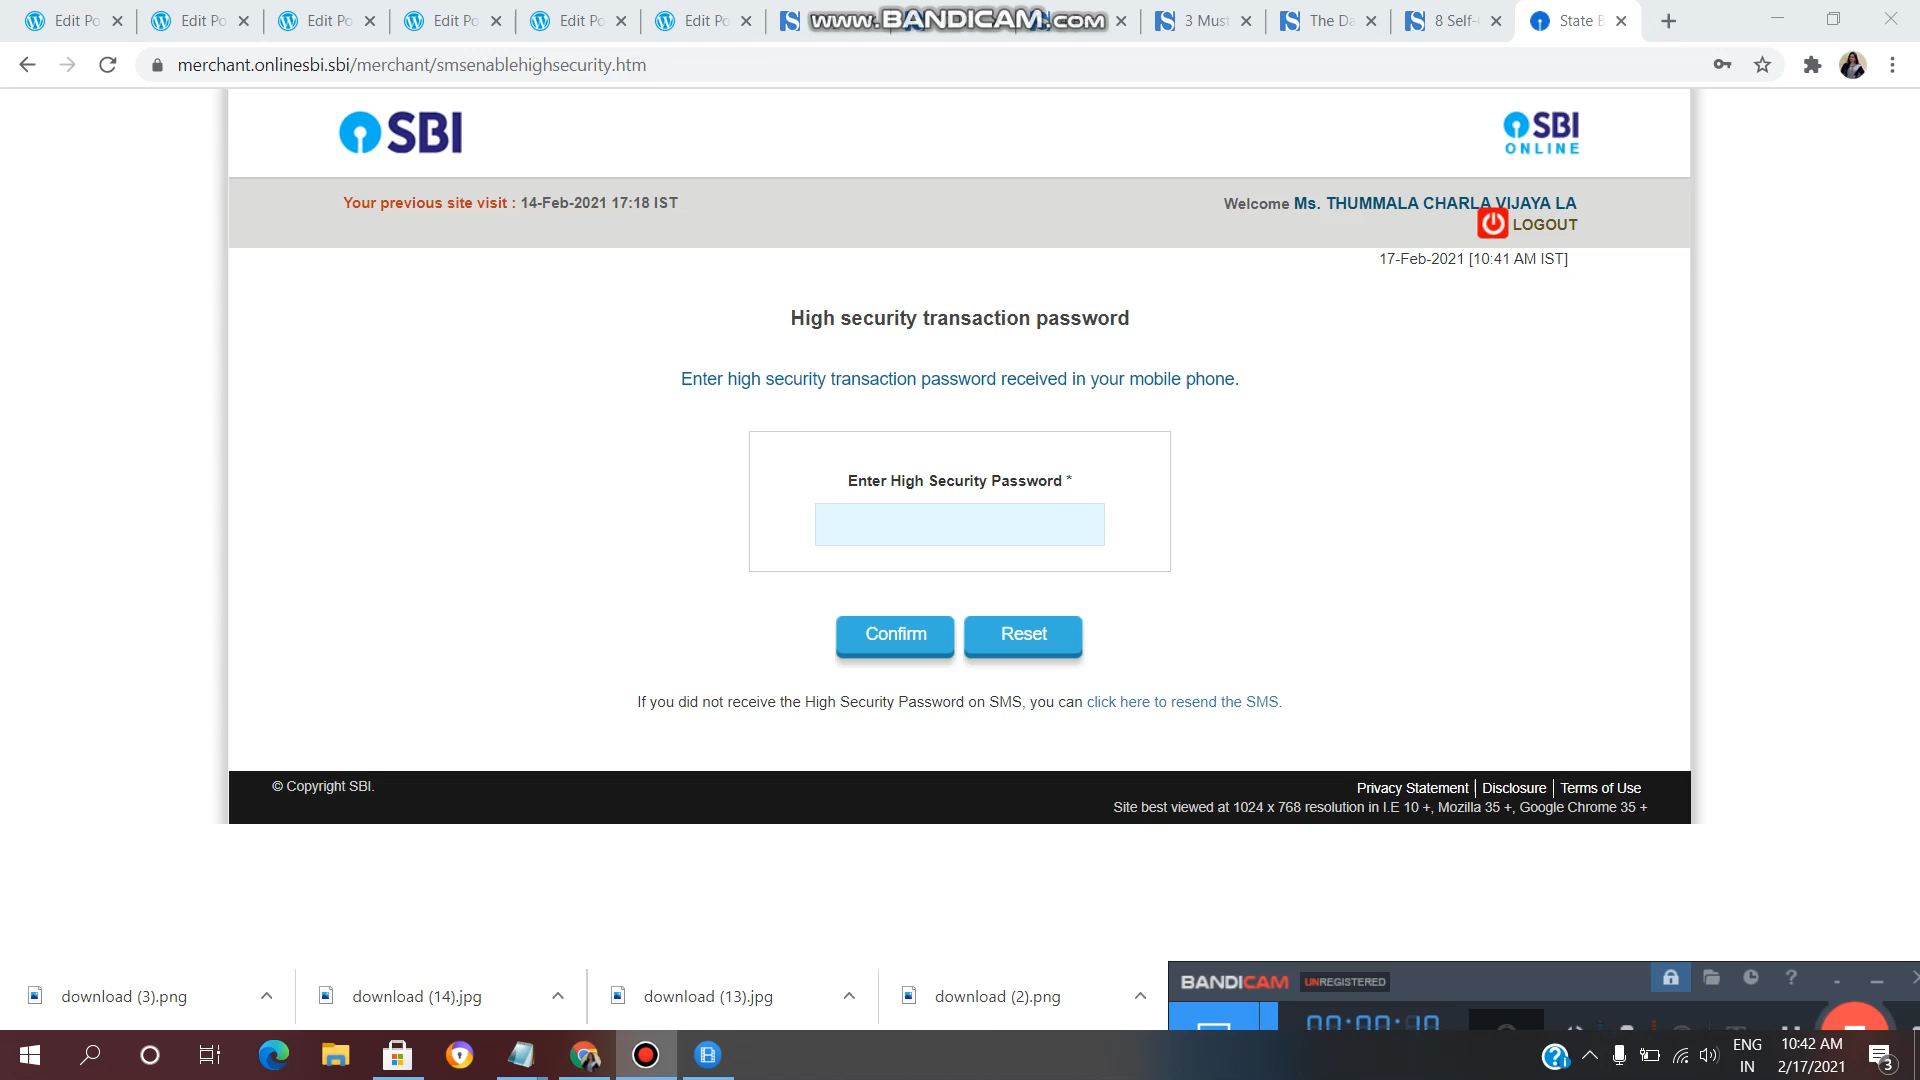 Edit Po
Edit Po
Edit Po
Edit Po
Edit Po
Edit Po
www.BANDICAM.com
3 Must
The Da
8 Self-
State B
merchant.onlinesbi.sbi/merchant/smsenablehighsecurity.htm
SBI
SBI
ONLINE
Your previous site visit : 14-Feb-2021 17:18 IST
Welcome Ms. THUMMALA CHARLA VIJAYA LA
LOGOUT
17-Feb-2021 [10:41 AM IST]
High security transaction password
Enter high security transaction password received in your mobile phone.
Enter High Security Password *
Confirm
Reset
If you did not receive the High Security Password on SMS, you can click here to resend the SMS.
© Copyright SBI.
Privacy Statement | Disclosure | Terms of Use
Site best viewed at 1024 x 768 resolution in I.E 10 +, Mozilla 35 +, Google Chrome 35 +
download (3).png
download (14).jpg
download (13).jpg
download (2).png
BANDICAM UNREGISTERED
ENG
IN
10:42 AM
2/17/2021
3